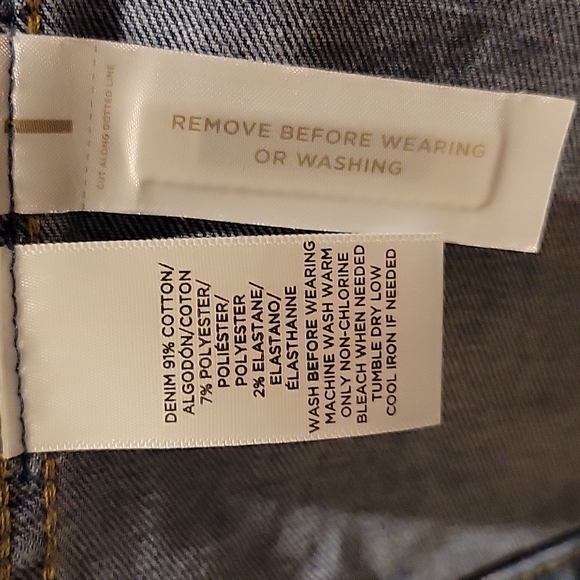 CUT ALONG DOTTED LINE
REMOVE BEFORE WEARING
OR WASHING
DENIM 91% COTTON/
ALGODÓN/COTON
7% POLYESTER/
POLIÉSTER/
POLYESTER
2% ELASTANE/
ELASTANO/
ÉLASTHANNE
WASH BEFORE WEARING
MACHINE WASH WARM
ONLY NON-CHLORINE
BLEACH WHEN NEEDED
TUMBLE DRY LOW
COOL IRON IF NEEDED